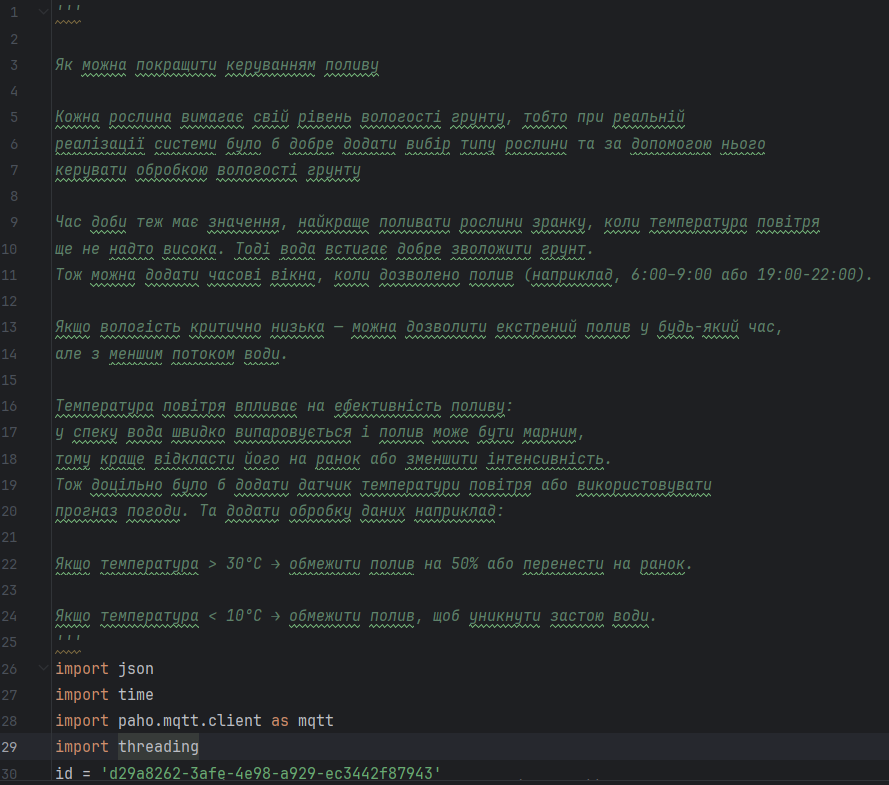 1 '''
2
3 Як можна покращити керуванням поливу
4
5 Кожна рослина вимагає свій рівень вологості грунту, тобто при реальній
6 реалізації системи було б добре додати вибір типу рослини та за допомогою нього
7 керувати обробкою вологості грунту
8
9 Час доби теж має значення, найкраще поливати рослини зранку, коли температура повітря
10 ще не надто висока. Тоді вода встигає добре зволожити грунт.
11 Тож можна додати часові вікна, коли дозволено полив (наприклад, 6:00–9:00 або 19:00-22:00).
12
13 Якщо вологість критично низька — можна дозволити екстрений полив у будь-який час,
14 але з меншим потоком води.
15
16 Температура повітря впливає на ефективність поливу:
17 у спеку вода швидко випаровується і полив може бути марним,
18 тому краще відкласти його на ранок або зменшити інтенсивність.
19 Тож доцільно було б додати датчик температури повітря або використовувати
20 прогноз погоди. Та додати обробку даних наприклад:
21
22 Якщо температура > 30°C → обмежити полив на 50% або перенести на ранок.
23
24 Якщо температура < 10°C → обмежити полив, щоб уникнути застою води.
25 '''
26 import json
27 import time
28 import paho.mqtt.client as mqtt
29 import threading
30 id = 'd29a8262-3afe-4e98-a929-ec3442f87943'